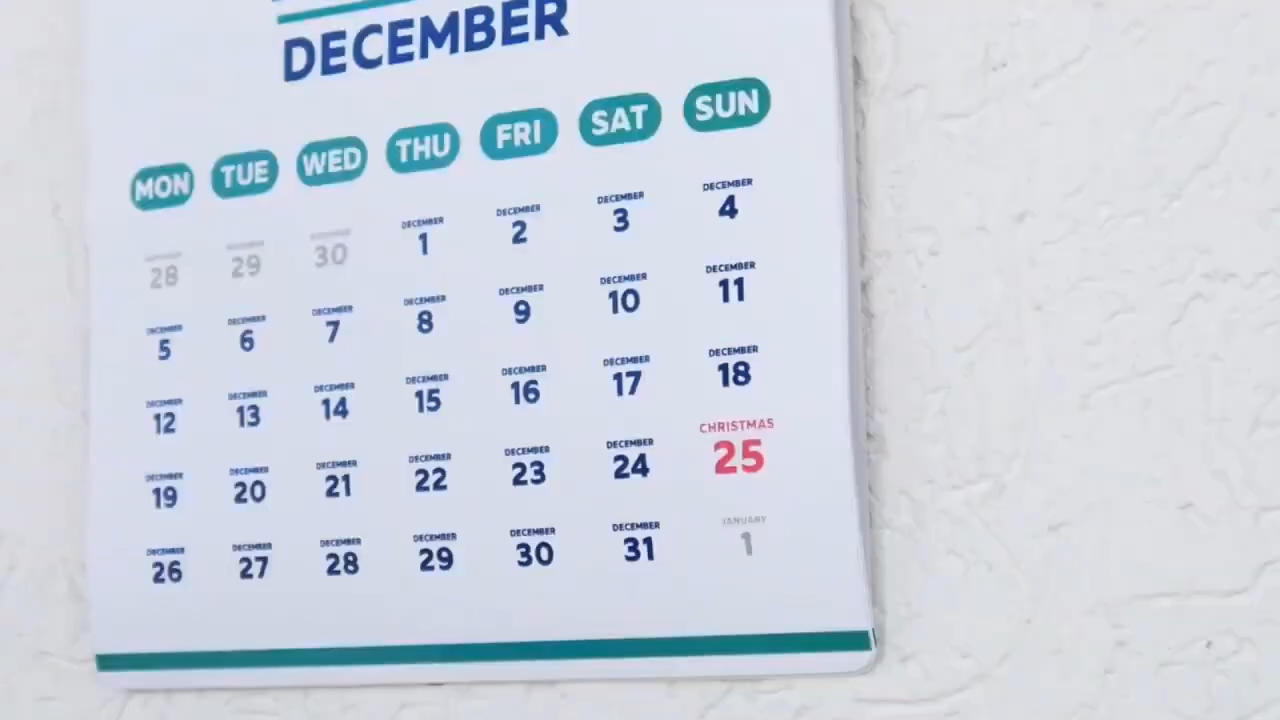 DECEMBER
MON TUE WED THU FRI SAT SUN
DECEMBER DECEMBER DECEMBER DECEMBER
28 29 30 1 2 3 4
DECEMBER DECEMBER DECEMBER DECEMBER DECEMBER DECEMBER DECEMBER
5 6 7 8 9 10 11
DECEMBER DECEMBER DECEMBER DECEMBER DECEMBER DECEMBER DECEMBER
12 13 14 15 16 17 18
DECEMBER DECEMBER DECEMBER DECEMBER DECEMBER DECEMBER CHRISTMAS
19 20 21 22 23 24 25
DECEMBER DECEMBER DECEMBER DECEMBER DECEMBER DECEMBER JANUARY
26 27 28 29 30 31 1